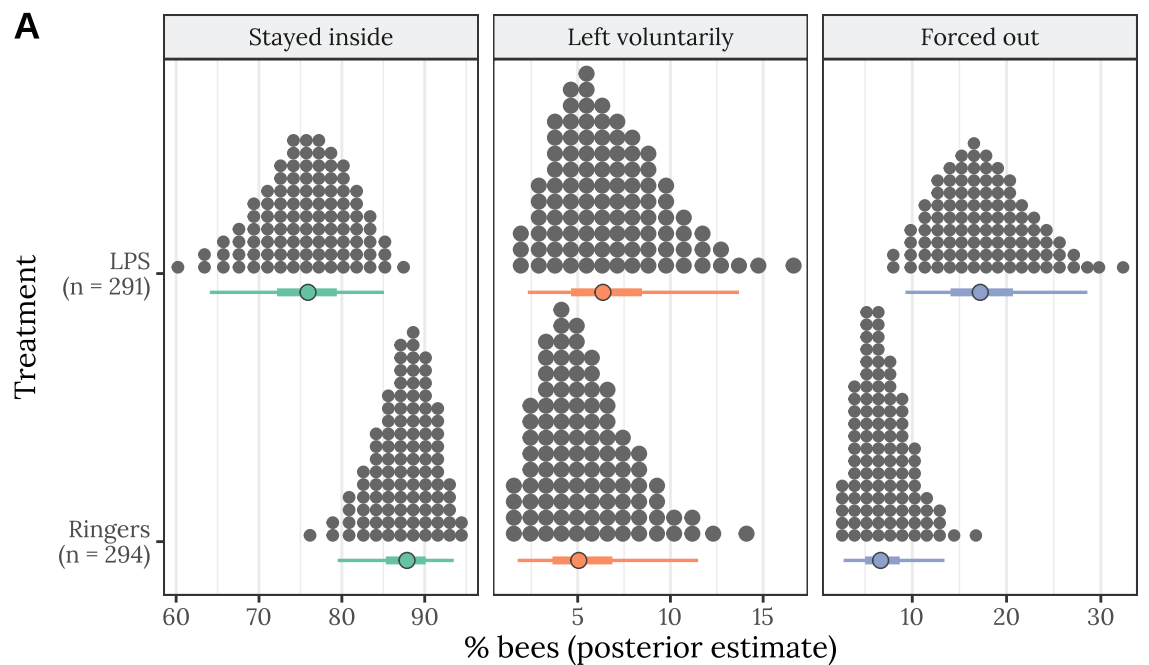 A
Stayed inside
Left voluntarily
Forced out
Treatment
LPS
(n = 291)
Ringers
(n = 294)
60 70 80 90
5 10 15
10 20 30
% bees (posterior estimate)